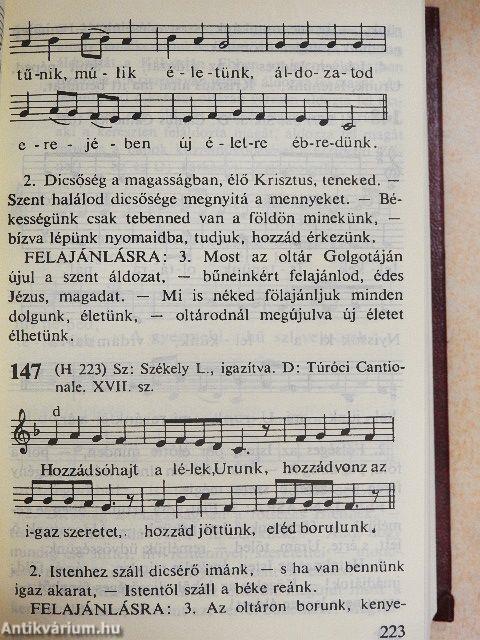 tű-nik, mú - lik é - le - tünk, ál-do-za-tod
e - re - jé - ben új é - let-re éb-re-dünk.
2. Dicsőség a magasságban, élő Krisztus, teneked, —
Szent halálod dicsősége megnyitá a mennyeket. — Bé-
kességünk csak tebenned van a földön minekünk, —
bízva lépünk nyomaidba, tudjuk, hozzád érkezünk.
FELAJÁNLÁSRA: 3. Most az oltár Golgotáján
újul a szent áldozat, — bűneinkért felajánlod, édes
Jézus, magadat. — Mi is néked fölajánljuk minden
dolgunk, életünk, — oltárodnál megújulva új életet
élhetünk.
147 (H 223) Sz: Székely L., igazítva. D: Túróci Cantio-
nale. XVII. sz.
d
Hozzád sóhajt a lé-lek, Urunk, hozzád vonz az
i-gaz szeretet, hozzád jöttünk, eléd borulunk.
2. Istenhez száll dicsérő imánk, — s ha van bennünk
igaz akarat, — Istentől száll a béke reánk.
FELAJÁNLÁSRA: 3. Az oltáron borunk, kenye-
Antikvárium.hu
223